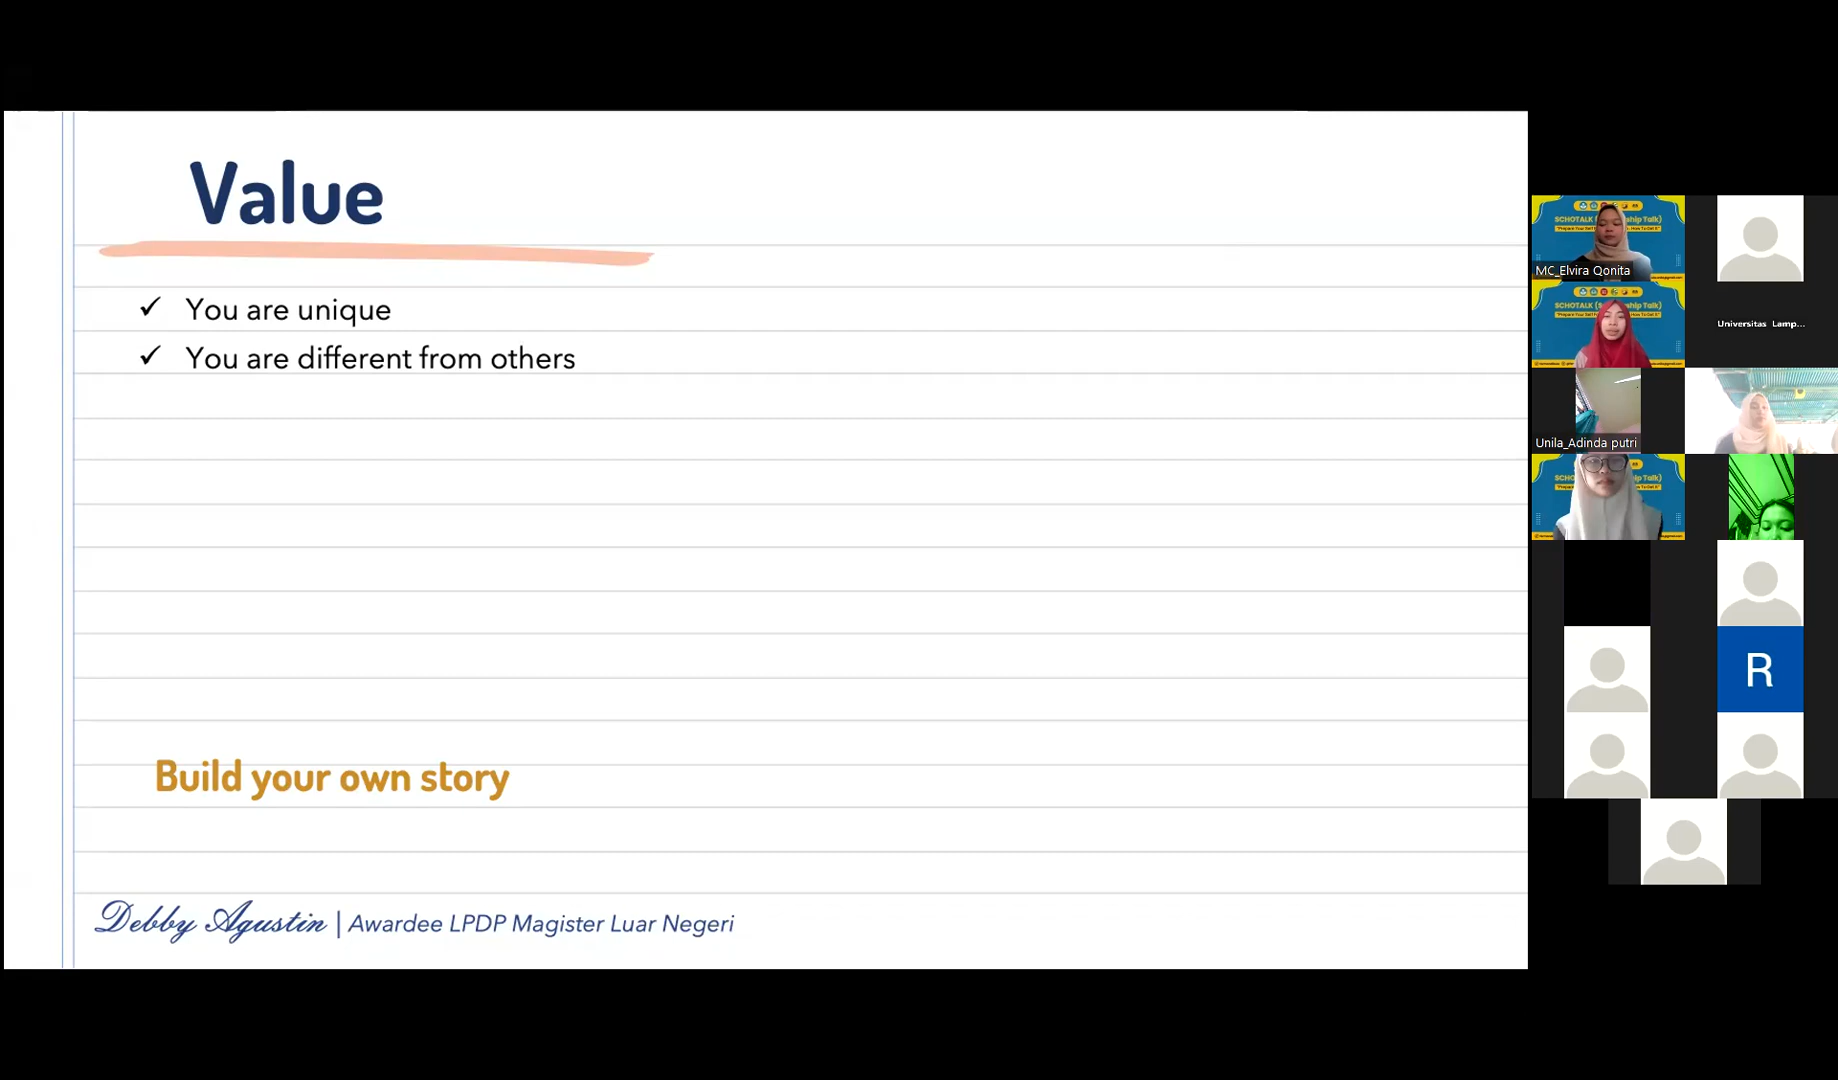 Value
✓ You are unique
✓ You are different from others
Build your own story
Debby Agustin | Awardee LPDP Magister Luar Negeri
MC_Elvira Qonita
Universitas Lamp...
Unila_Adinda putri
R